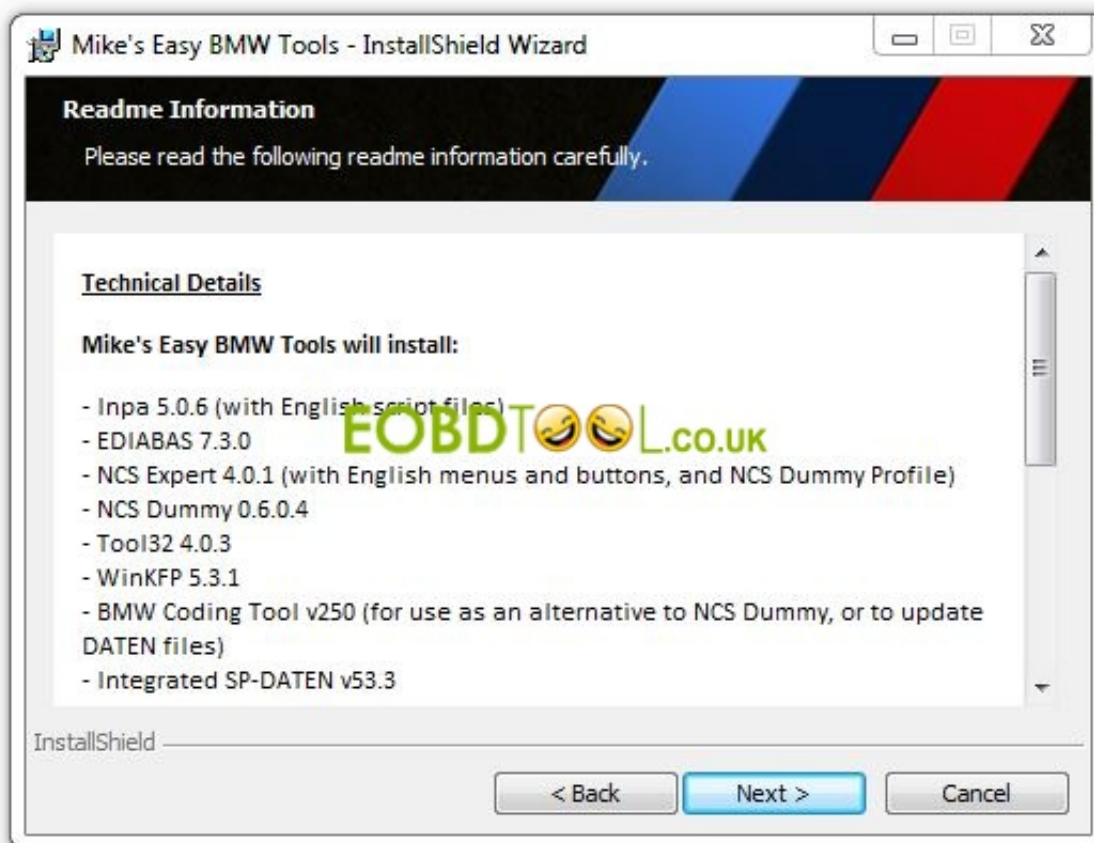 Mike's Easy BMW Tools - InstallShield Wizard
Readme Information
Please read the following readme information carefully.
Technical Details
Mike's Easy BMW Tools will install:
- Inpa 5.0.6 (with English script files)
- EDIABAS 7.3.0
EOBDTOOL.CO.UK
- NCS Expert 4.0.1 (with English menus and buttons, and NCS Dummy Profile)
- NCS Dummy 0.6.0.4
- Tool32 4.0.3
- WinKFP 5.3.1
- BMW Coding Tool v250 (for use as an alternative to NCS Dummy, or to update
DATEN files)
- Integrated SP-DATEN v53.3
InstallShield
< Back
Next >
Cancel